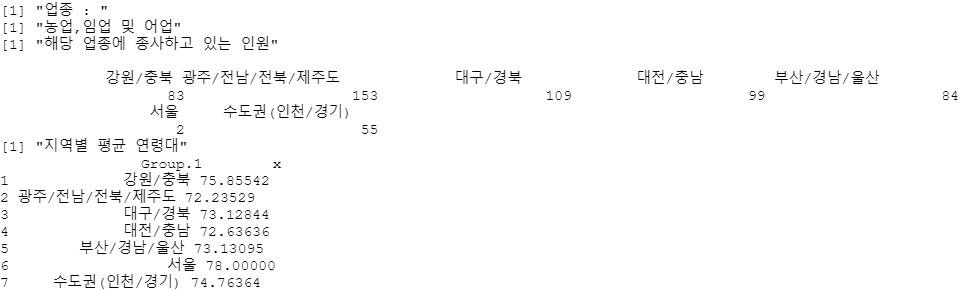 [1] "업종 : "
[1] "농업,임업 및 어업"
[1] "해당 업종에 종사하고 있는 인원"
강원/충북 광주/전남/전북/제주도 대구/경북 대전/충남 부산/경남/울산
83 153 109 99 84
서울 수도권(인천/경기)
2 55
[1] "지역별 평균 연령대"
Group.1 x
1 강원/충북 75.85542
2 광주/전남/전북/제주도 72.23529
3 대구/경북 73.12844
4 대전/충남 72.63636
5 부산/경남/울산 73.13095
6 서울 78.00000
7 수도권(인천/경기) 74.76364